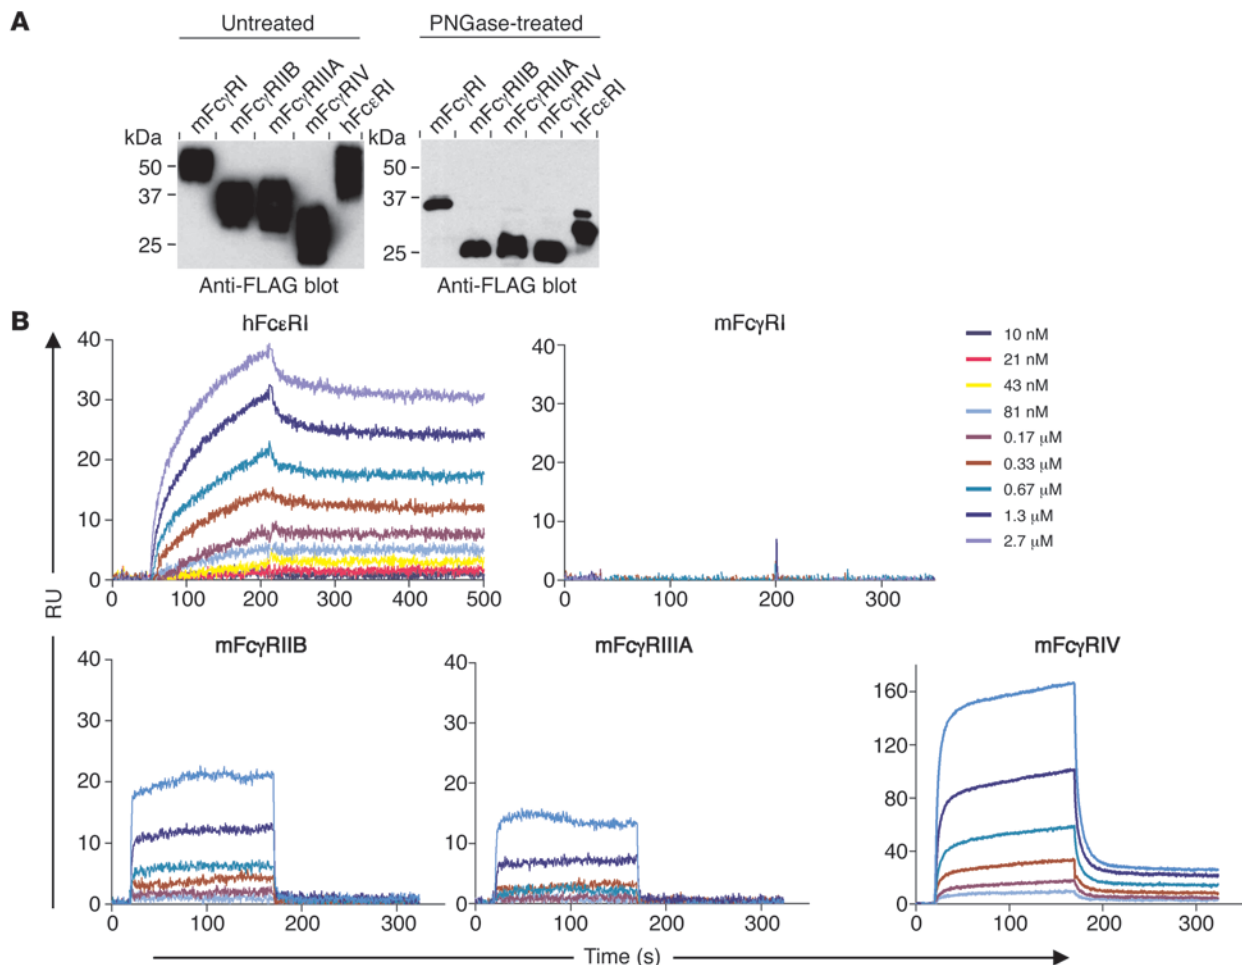 A
Untreated
PNGase-treated
mFcγRI
mFcγRIIB
mFcγRIIIA
mFcγRIV
hFcεRI
mFcγRI
mFcγRIIB
mFcγRIIIA
mFcγRIV
hFcεRI
kDa
50
37
25
kDa
50
37
25
Anti-FLAG blot
Anti-FLAG blot
B
hFcεRI
mFcγRI
40
30
20
10
0
0 100 200 300 400 500
40
30
20
10
0
0 100 200 300
10 nM
21 nM
43 nM
81 nM
0.17 μM
0.33 μM
0.67 μM
1.3 μM
2.7 μM
RU
mFcγRIIB
mFcγRIIIA
mFcγRIV
40
30
20
10
0
0 100 200 300
40
30
20
10
0
0 100 200 300
160
120
80
40
0
0 100 200 300
Time (s)